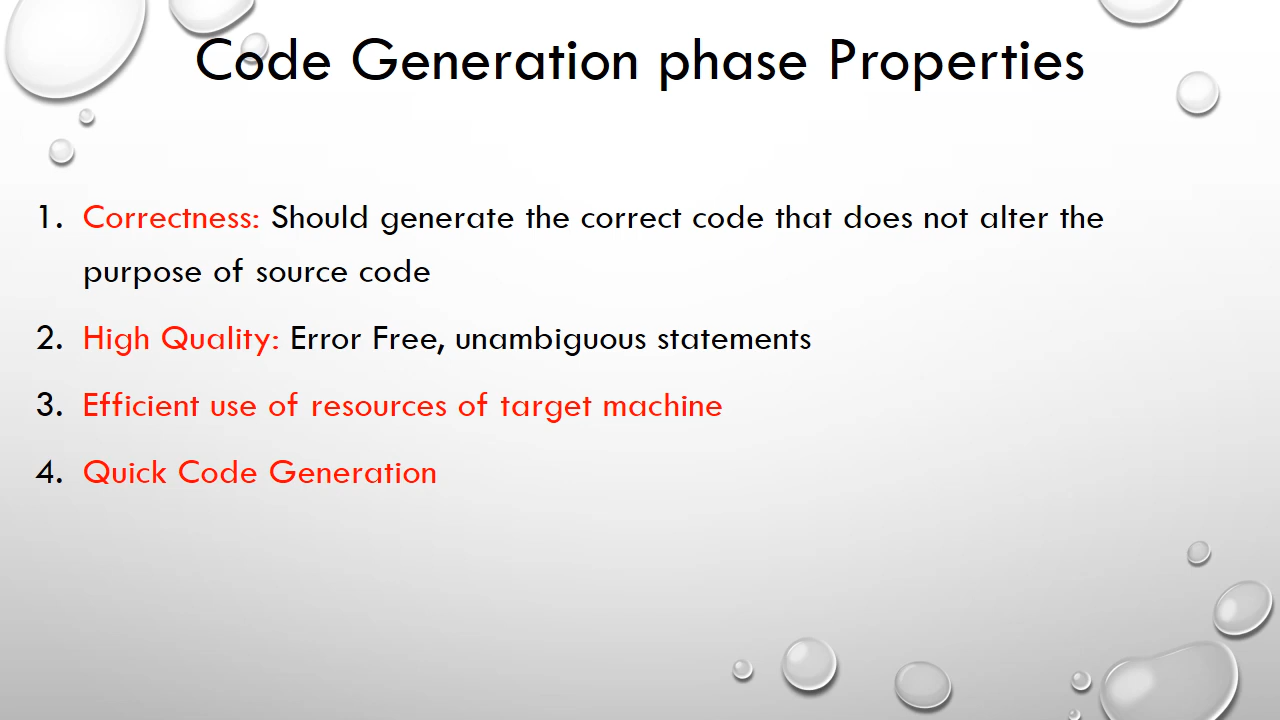 Code Generation phase Properties
1. Correctness: Should generate the correct code that does not alter the
purpose of source code
2. High Quality: Error Free, unambiguous statements
3. Efficient use of resources of target machine
4. Quick Code Generation